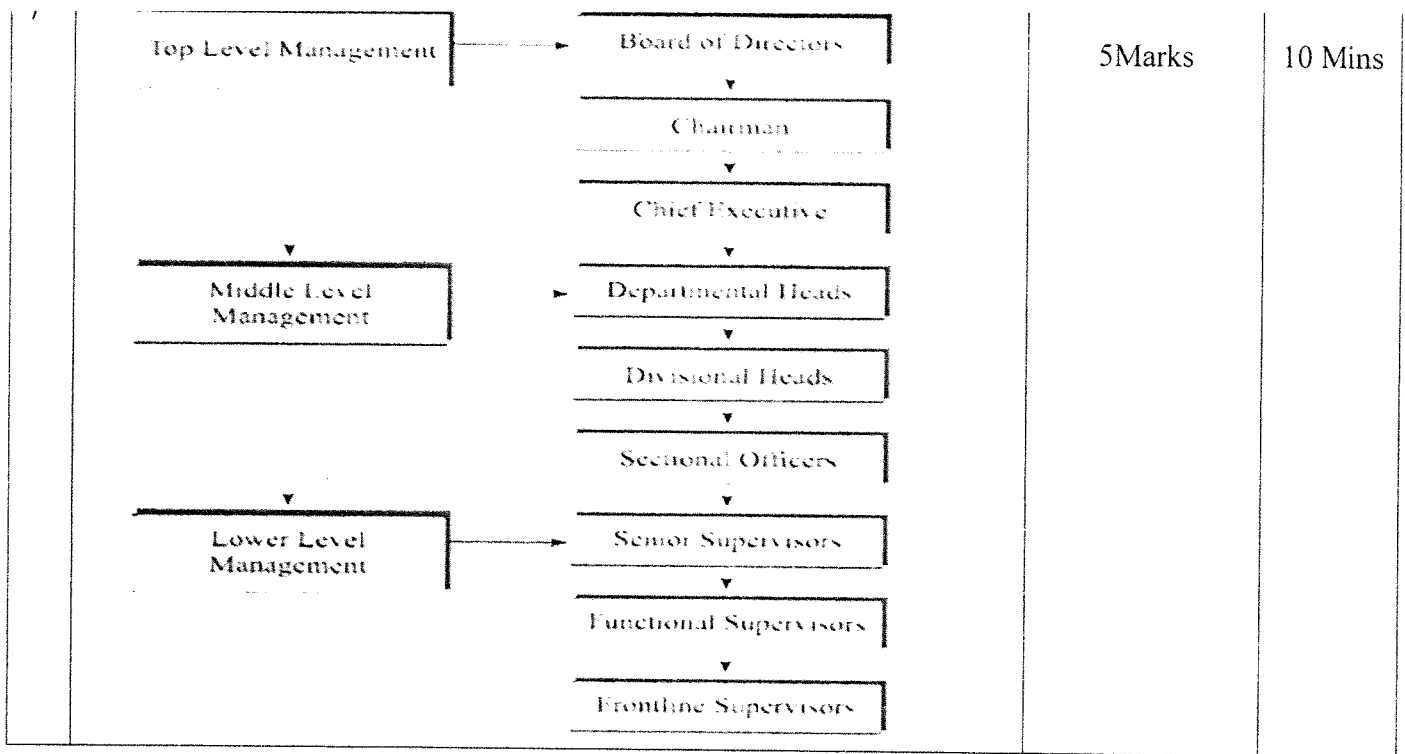 Top Level Management
Board of Directors
5Marks
10 Mins
Chairman
Chief Executive
Middle Level
Management
Departmental Heads
Divisional Heads
Sectional Officers
Lower Level
Management
Senior Supervisors
Functional Supervisors
Frontline Supervisors